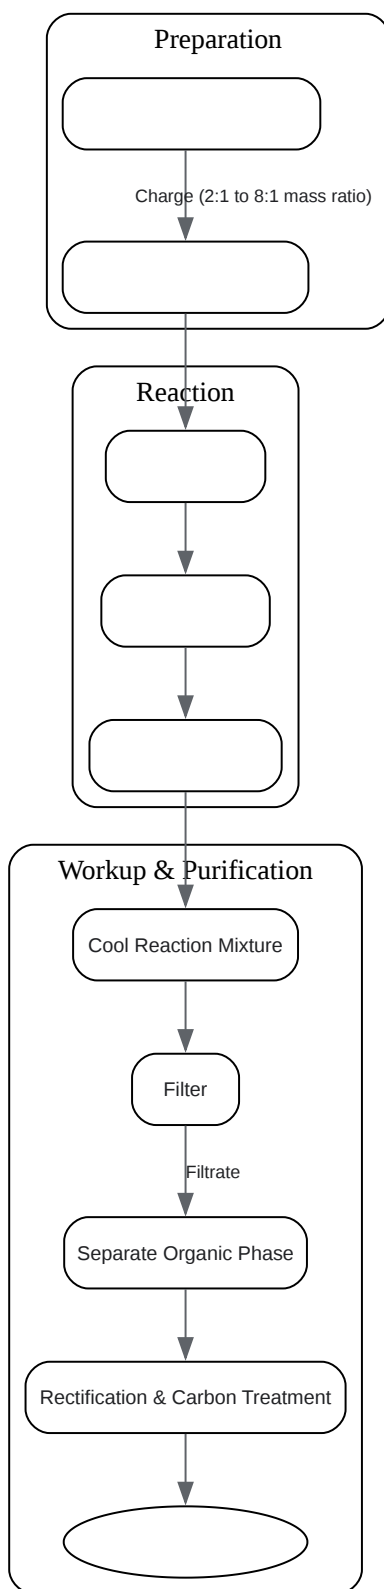 Preparation
Charge (2:1 to 8:1 mass ratio)
Reaction
Workup & Purification
Cool Reaction Mixture
Filter
Filtrate
Separate Organic Phase
Rectification & Carbon Treatment